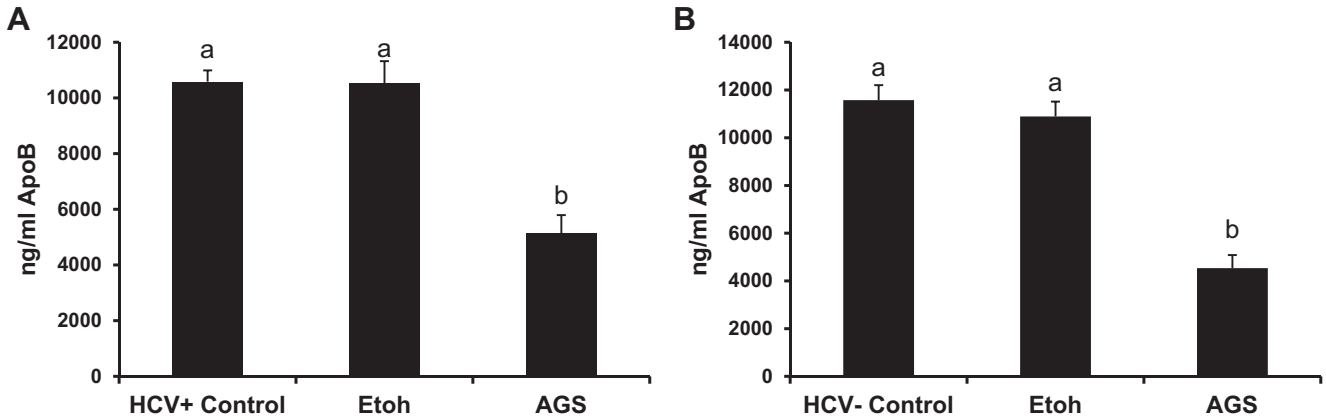 A
ng/ml ApoB
12000
10000
8000
6000
4000
2000
0
a
a
b
HCV+ Control
Etoh
AGS
B
ng/ml ApoB
14000
12000
10000
8000
6000
4000
2000
0
a
a
b
HCV- Control
Etoh
AGS